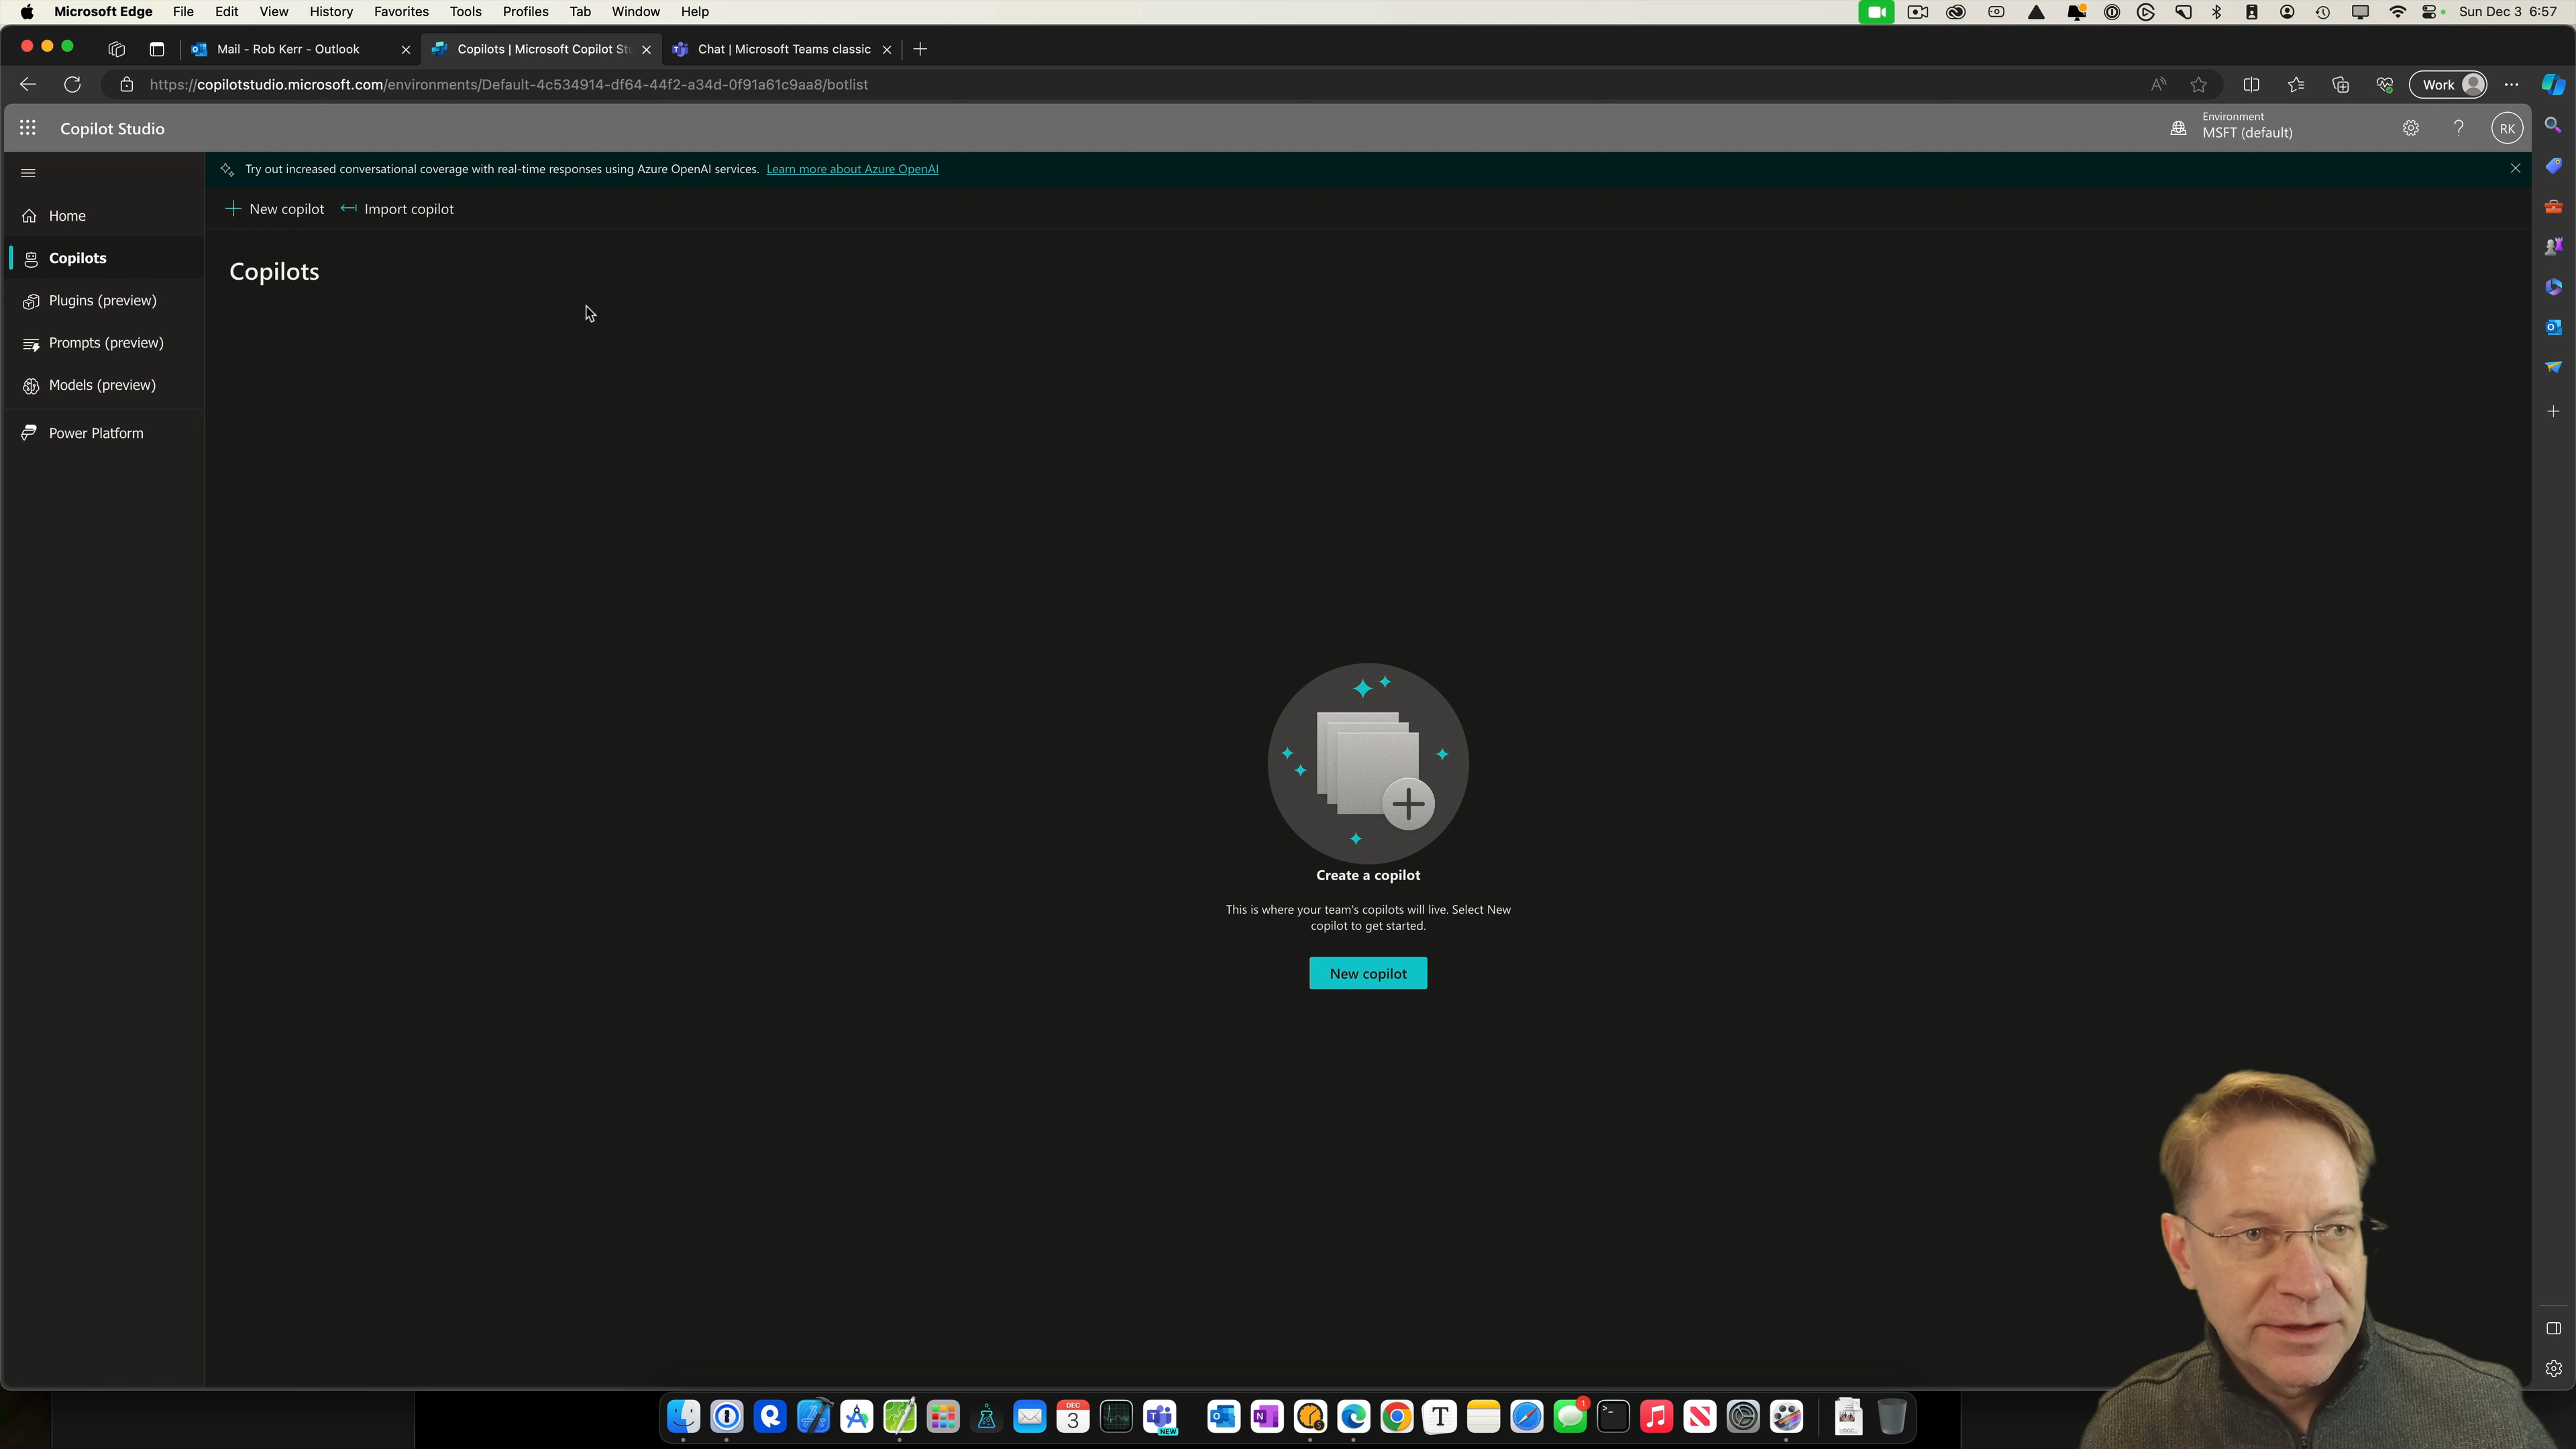 Microsoft Edge File Edit View History Favorites Tools Profiles Tab Window Help Sun Dec 3 6:57
Mail - Rob Kerr - Outlook
Copilots | Microsoft Copilot Stu
Chat | Microsoft Teams classic
https://copilotstudio.microsoft.com/environments/Default-4c534914-df64-44f2-a34d-0f91a61c9aa8/botlist
Work
Copilot Studio
Environment
MSFT (default)
RK
Try out increased conversational coverage with real-time responses using Azure OpenAI services. Learn more about Azure OpenAI
New copilot
Import copilot
Home
Copilots
Plugins (preview)
Prompts (preview)
Models (preview)
Power Platform
Copilots
Create a copilot
This is where your team's copilots will live. Select New
copilot to get started.
New copilot
DEC
3
NEW
1